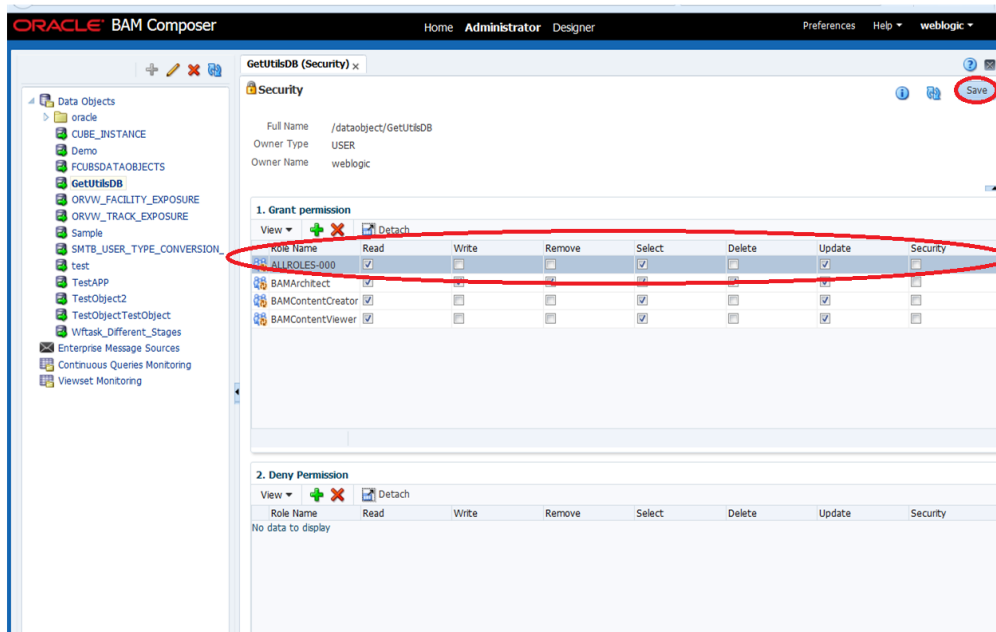 ORACLE BAM Composer Home Administrator Designer Preferences Help weblogic
GetUtilsDB (Security)
Security
Save
Full Name /dataobject/GetUtilsDB
Owner Type USER
Owner Name weblogic
Data Objects
oracle
CUBE_INSTANCE
Demo
FCUBSDATAOBJECTS
GetUtilsDB
ORVW_FACILITY_EXPOSURE
ORVW_TRACK_EXPOSURE
Sample
SMTB_USER_TYPE_CONVERSION_
test
TestAPP
TestObject2
TestObjectTestObject
Wftask_Different_Stages
Enterprise Message Sources
Continuous Queries Monitoring
Viewset Monitoring
1. Grant permission
View Detach
Role Name Read Write Remove Select Delete Update Security
ALLROLES-000
BAMArchitect
BAMContentCreator
BAMContentViewer
2. Deny Permission
View Detach
Role Name Read Write Remove Select Delete Update Security
No data to display